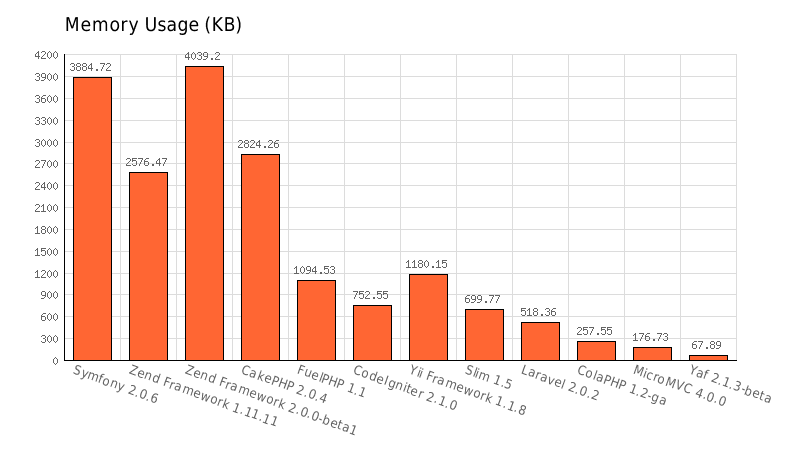 Memory Usage (KB)
4200
3900
3600
3300
3000
2700
2400
2100
1800
1500
1200
900
600
300
0
3884.72
2576.47
4039.2
2824.26
1094.53
752.55
1180.15
699.77
518.36
257.55
176.73
67.89
Symfony 2.0.6
Zend Framework 1.11.11
Zend Framework 2.0.0-beta1
CakePHP 2.0.4
FuelPHP 1.1
CodeIgniter 2.1.0
Yii Framework 1.1.8
Slim 1.5
Laravel 2.0.2
ColaPHP 1.2-ga
MicroMVC 4.0.0
Yaf 2.1.3-beta